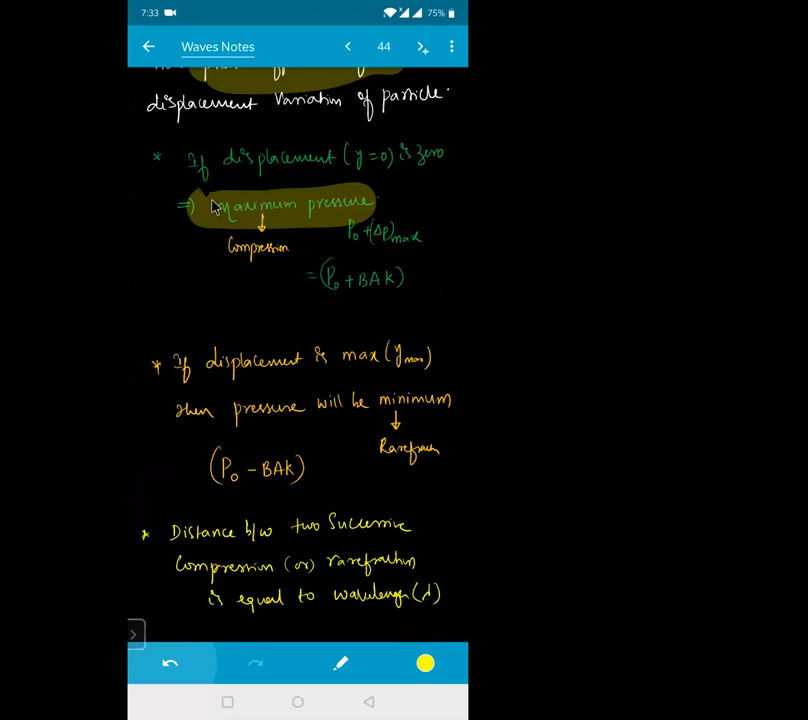 7:33 75%
Waves Notes 44
displacement variation of particle.
* If displacement (y=0) is zero
=) maximum pressure.
P₀ + (ΔP)max
Compression
= (P₀ + BAK)
* If displacement is max (ymax)
then pressure will be minimum
Rarefraction
(P₀ - BAK)
* Distance b/w two Successive
Compression (or) rarefraction
is equal to wavelength (λ)